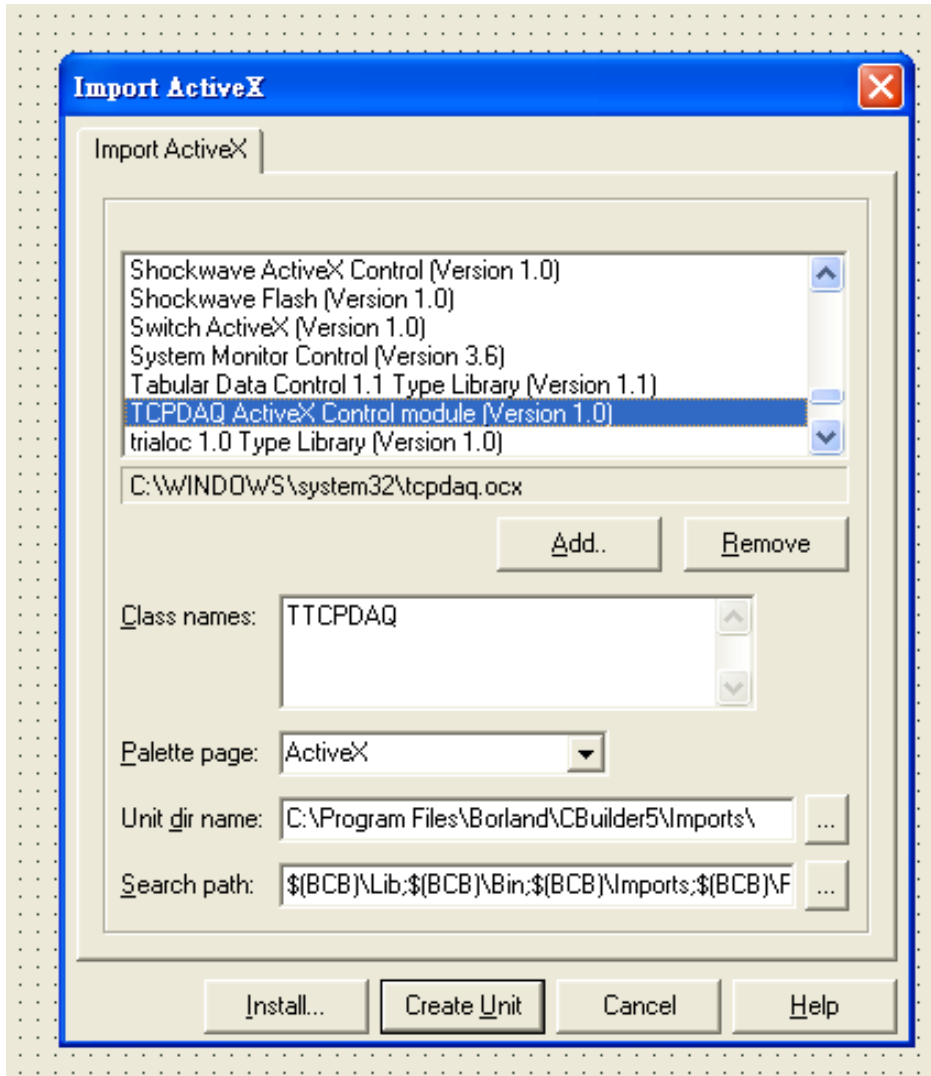 Import ActiveX
Import ActiveX
Shockwave ActiveX Control (Version 1.0)
Shockwave Flash (Version 1.0)
Switch ActiveX (Version 1.0)
System Monitor Control (Version 3.6)
Tabular Data Control 1.1 Type Library (Version 1.1)
TCPDAQ ActiveX Control module (Version 1.0)
trialoc 1.0 Type Library (Version 1.0)
C:\WINDOWS\system32\tcpdaq.ocx
Add.. Remove
Class names: TTCPDAQ
Palette page: ActiveX
Unit dir name: C:\Program Files\Borland\CBuilder5\Imports\ ...
Search path: $(BCB)\Lib;$(BCB)\Bin;$(BCB)\Imports;$(BCB)\F ...
Install... Create Unit Cancel Help